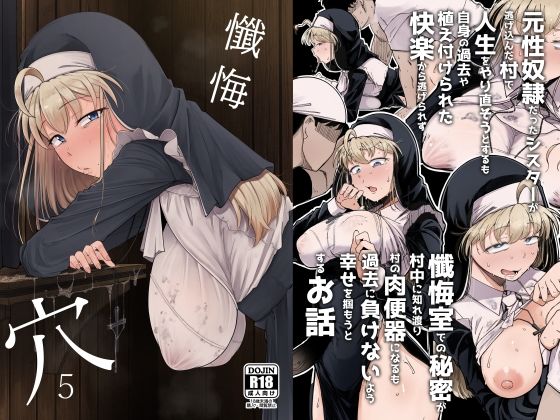 懺悔
穴
5
DOJIN
R18
成人向け
元性奴隷だったシスターが
逃げ込んだ村で
人生をやり直そうとするも
自身の過去や
植え付けられた
快楽から逃げられず
懺悔室での秘密が
村中に知れ渡り
村の肉便器になるも
過去に負けないよう
幸せを掴もうと
するお話